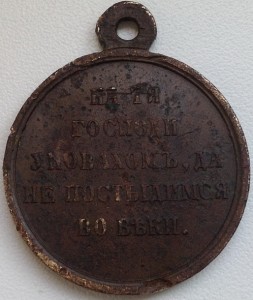 НА ТЯ
ГОСПОДИ
УПОВАХОМЪ, ДА
НЕ ПОСТЫДИМСЯ
ВО ВѢКИ.